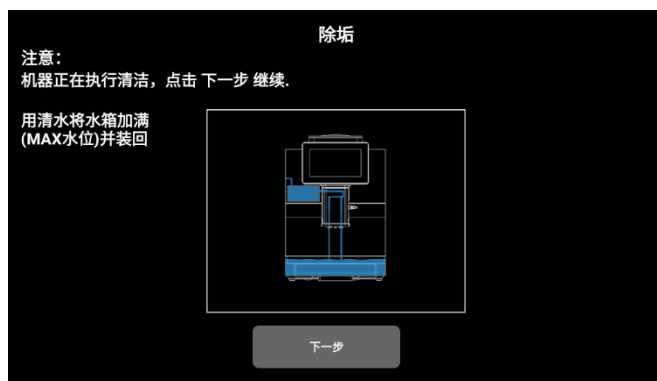 除垢
注意：
机器正在执行清洁，点击 下一步 继续.
用清水将水箱加满
(MAX水位)并装回
下一步